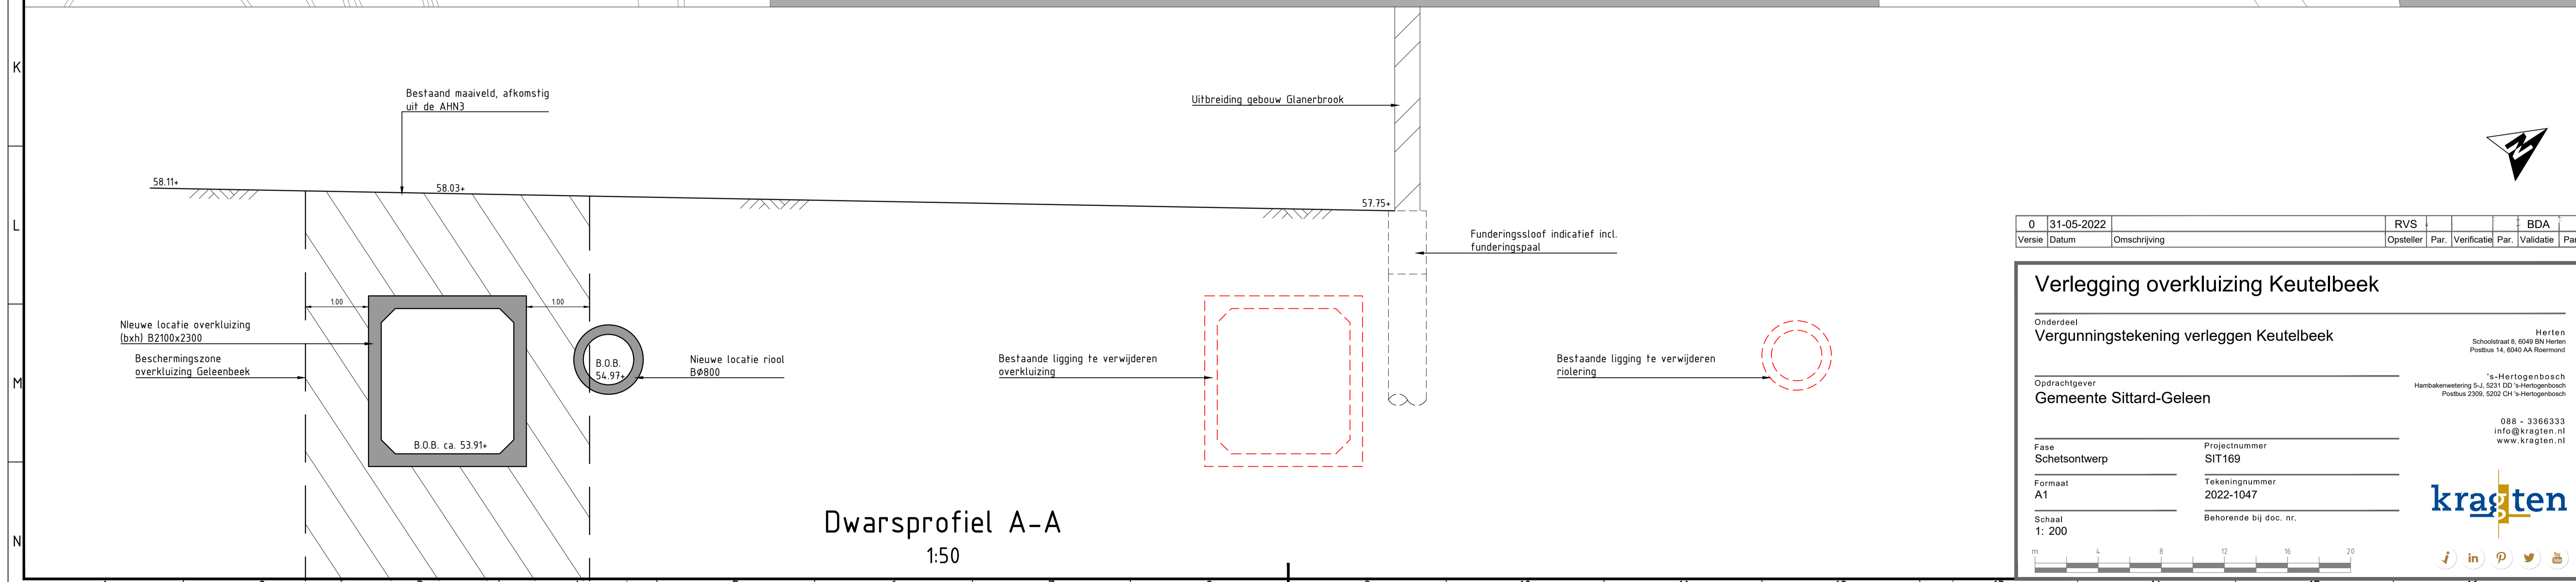 K
L
M
N
Bestaand maaiveld, afkomstig
uit de AHN3
58.11+
58.03+
57.75+
Uitbreiding gebouw Glanerbrook
Funderingssloof indicatief incl.
funderingspaal
1.00
1.00
NIeuwe locatie overkluizing
(bxh) B2100x2300
Beschermingszone
overkluizing Geleenbeek
B.O.B. ca. 53.91+
B.O.B.
54.97+
Nieuwe locatie riool
BØ800
Bestaande ligging te verwijderen
overkluizing
Bestaande ligging te verwijderen
riolering
Dwarsprofiel A-A
1:50
N
0 31-05-2022 RVS BDA
Versie Datum Omschrijving Opsteller Par. Verificatie Par. Validatie
Verlegging overkluizing Keutelbeek
Onderdeel
Vergunningstekening verleggen Keutelbeek
Herten
Schoolstraat 8, 6049 BN Herten
Postbus 14, 6040 AA Roermond
's-Hertogenbosch
Hambakenwetering 5-J, 5231 DD 's-Hertogenbosch
Postbus 2309, 5202 CH 's-Hertogenbosch
088 - 3366333
info@kragten.nl
www.kragten.nl
Opdrachtgever
Gemeente Sittard-Geleen
Fase
Schetsontwerp
Projectnummer
SIT169
Formaat
A1
Tekeningnummer
2022-1047
Schaal
1: 200
Behorende bij doc. nr.
kragten
m 4 8 12 16 20